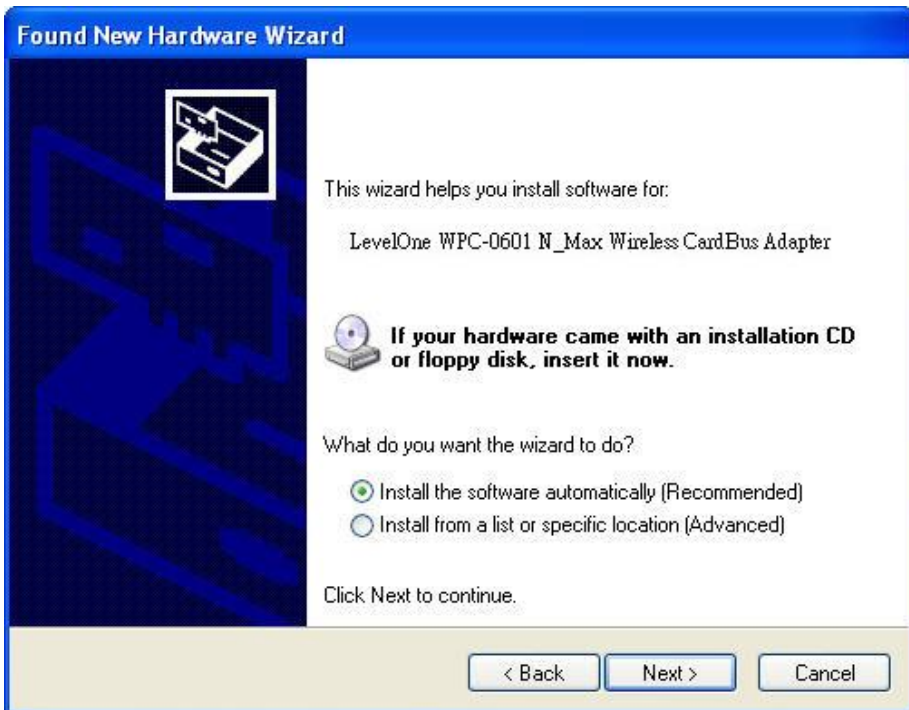 Found New Hardware Wizard
This wizard helps you install software for:
LevelOne WPC-0601 N_Max Wireless CardBus Adapter
If your hardware came with an installation CD
or floppy disk, insert it now.
What do you want the wizard to do?
Install the software automatically (Recommended)
Install from a list or specific location (Advanced)
Click Next to continue.
< Back Next > Cancel